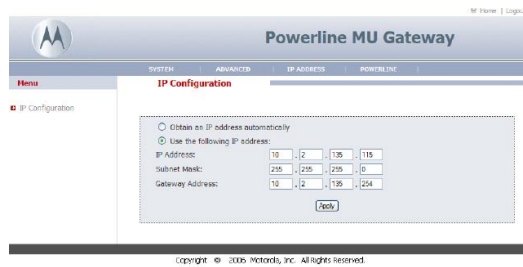 Home | Logou
Powerline MU Gateway
SYSTEM | ADVANCED | IP ADDRESS | POWERLINE |
Menu
IP Configuration
IP Configuration
Obtain an IP address automatically
Use the following IP address:
IP Address: 10 . 2 . 135 . 115
Subnet Mask: 255 . 255 . 255 . 0
Gateway Address: 10 . 2 . 135 . 254
Apply
Copyright © 2006 Motorola, Inc. All Rights Reserved.